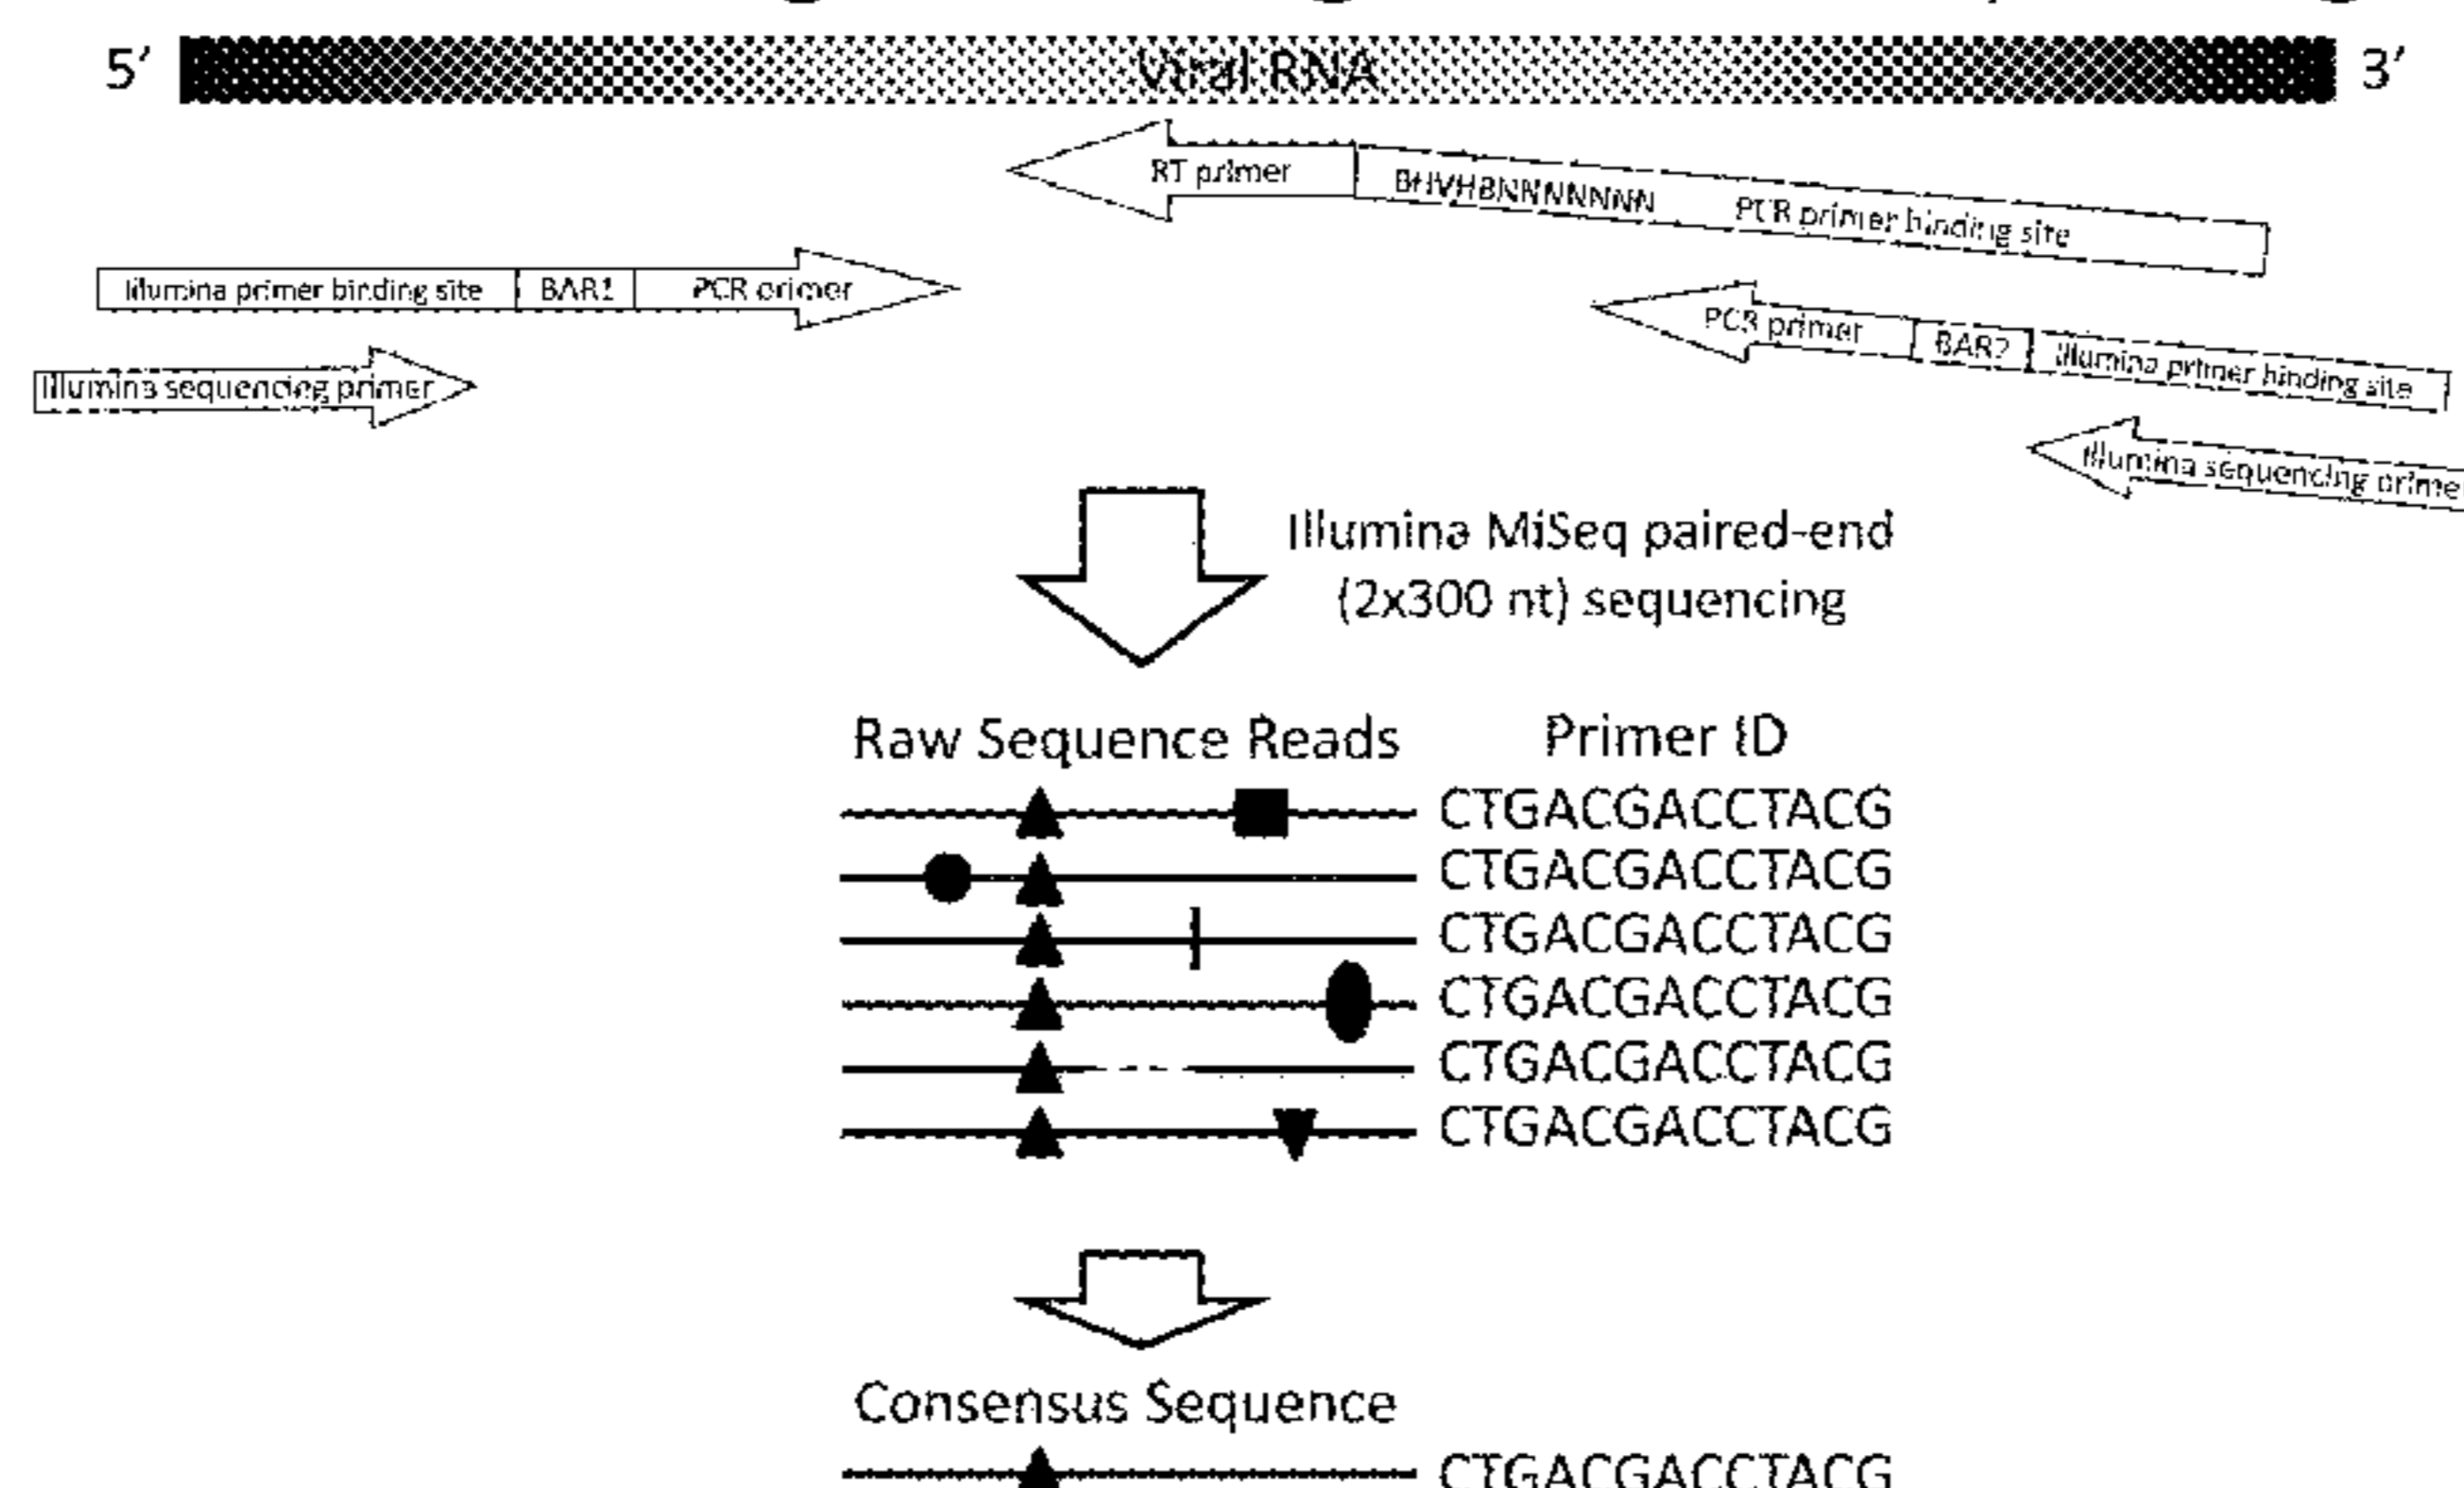 5′ Viral RNA 3′
RT primer BHVHBNNNNNNN PCR primer binding site
Illumina primer binding site BAR1 PCR primer
PCR primer BAR2 Illumina primer binding site
Illumina sequencing primer
Illumina sequencing prime
Illumina MiSeq paired-end
(2x300 nt) sequencing
Raw Sequence Reads Primer ID
CTGACGACCTACG
CTGACGACCTACG
CTGACGACCTACG
CTGACGACCTACG
CTGACGACCTACG
CTGACGACCTACG
Consensus Sequence
CTGACGACCTACG